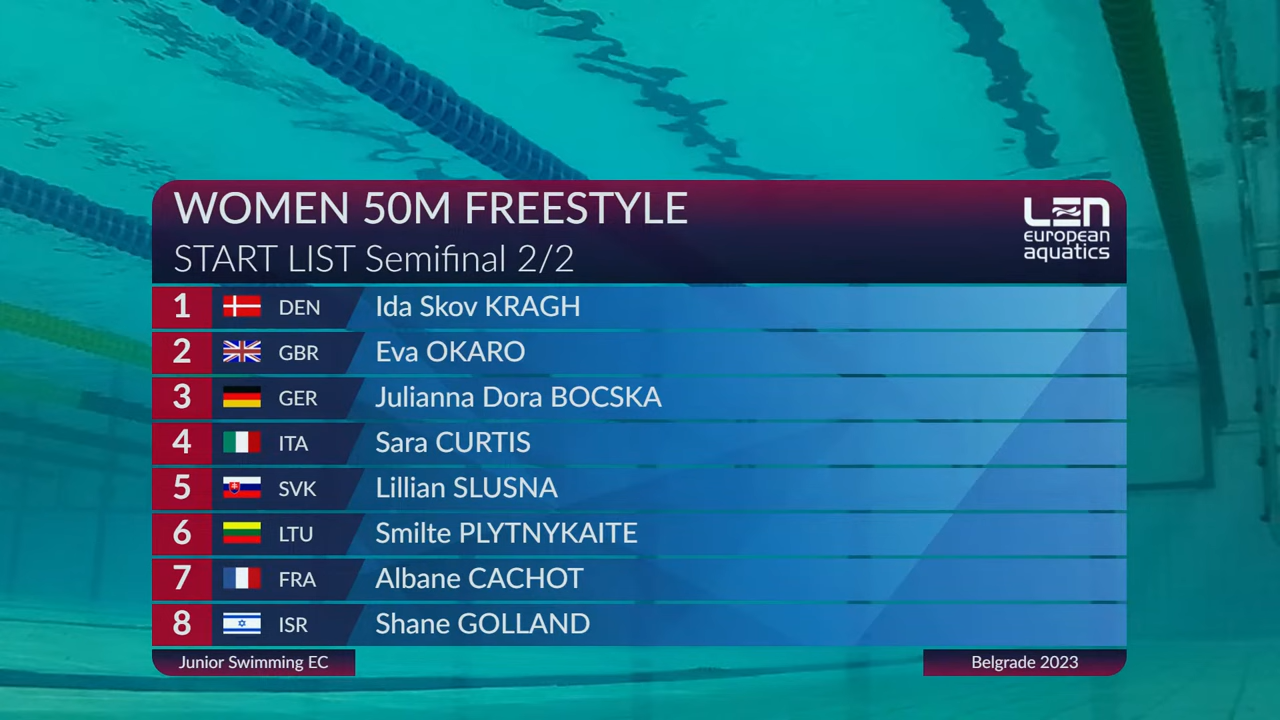 WOMEN 50M FREESTYLE
START LIST Semifinal 2/2
LEN
european
aquatics
1 DEN Ida Skov KRAGH
2 GBR Eva OKARO
3 GER Julianna Dora BOCSKA
4 ITA Sara CURTIS
5 SVK Lillian SLUSNA
6 LTU Smilte PLYTNYKAITE
7 FRA Albane CACHOT
8 ISR Shane GOLLAND
Junior Swimming EC
Belgrade 2023